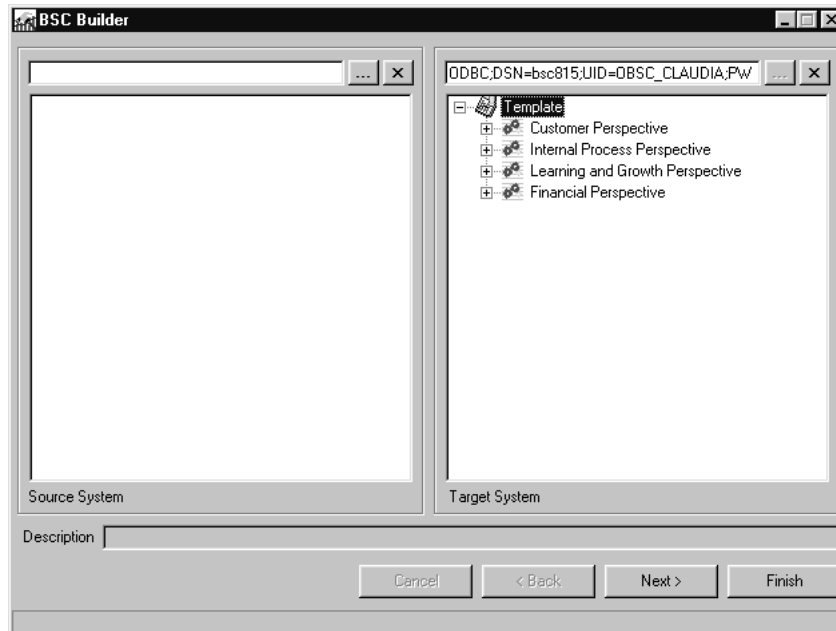 BSC Builder
...
ODBC;DSN=bsc815;UID=OBSC_CLAUDIA;PW
...
Template
Customer Perspective
Internal Process Perspective
Learning and Growth Perspective
Financial Perspective
Source System
Target System
Description
Cancel
< Back
Next >
Finish